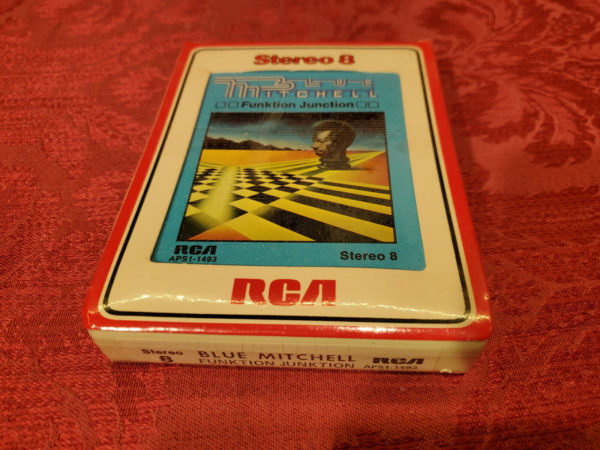 Stereo 8
Blue
MITCHELL
Funktion Junction
RCA
APS1-1493
Stereo 8
RCA
Stereo
8
BLUE MITCHELL
FUNKTION JUNKTION
RCA
APS1-1493